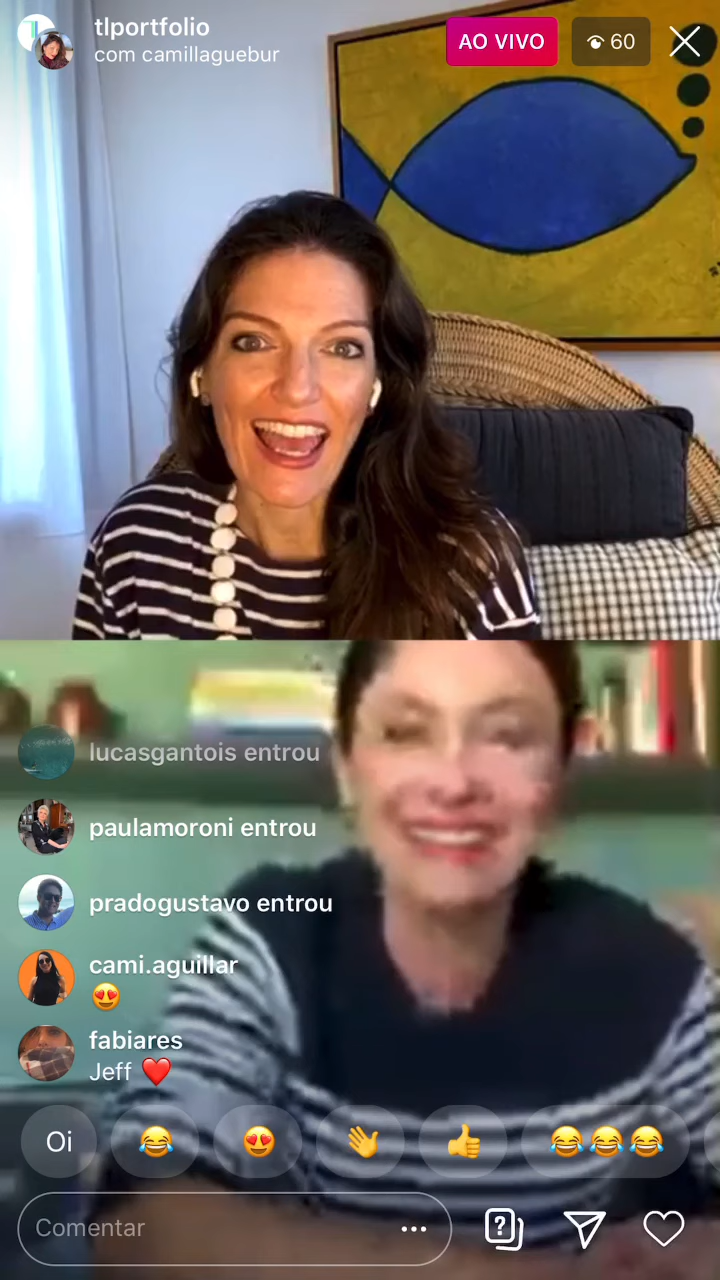 tlportfolio
com camillaguebur
AO VIVO
60
lucasgantois entrou
paulamoroni entrou
pradogustavo entrou
cami.aguillar
😍
fabiares
Jeff ❤️
Oi 😂 😍 👋 👍 😂😂😂
Comentar